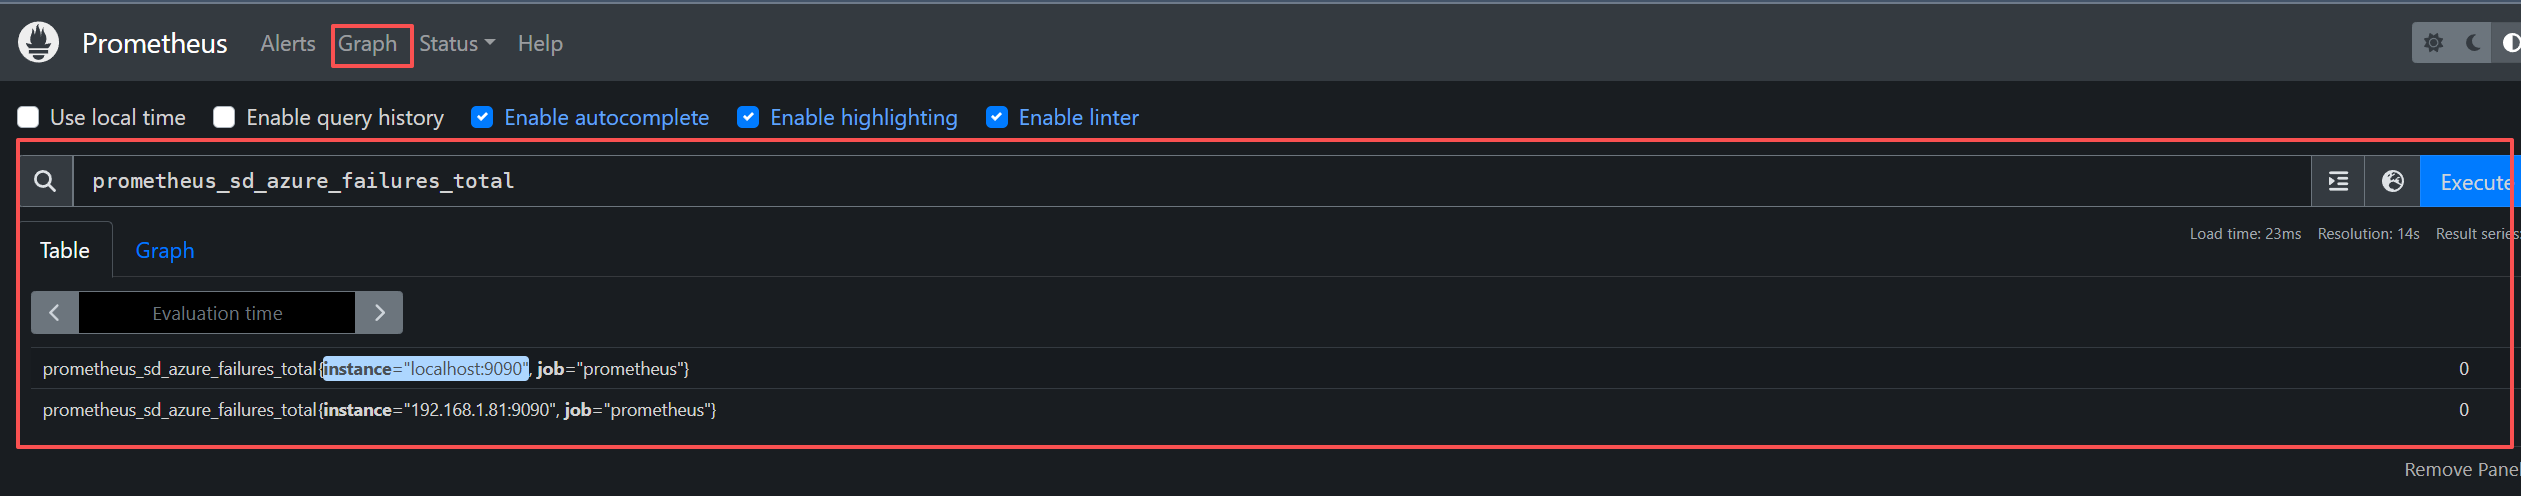 Prometheus Alerts Graph Status Help
Use local time Enable query history Enable autocomplete Enable highlighting Enable linter
prometheus_sd_azure_failures_total Execute
Table Graph Load time: 23ms Resolution: 14s Result series:
Evaluation time
prometheus_sd_azure_failures_total{instance="localhost:9090", job="prometheus"} 0
prometheus_sd_azure_failures_total{instance="192.168.1.81:9090", job="prometheus"} 0
Remove Panel